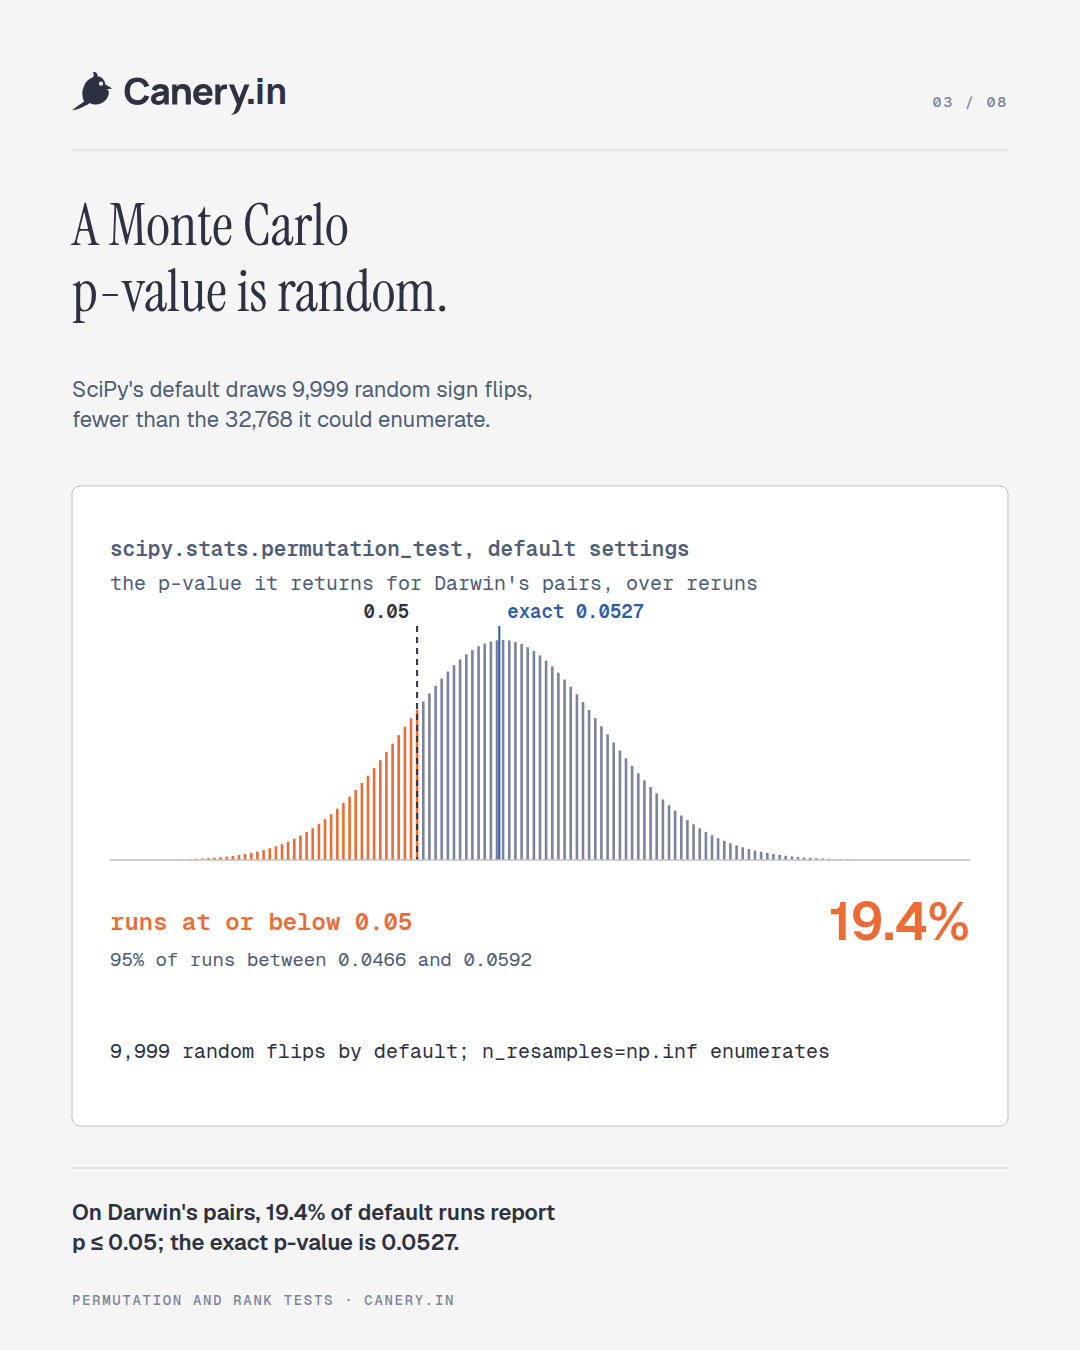 Canery.in
03 / 08
A Monte Carlo
p-value is random.
SciPy's default draws 9,999 random sign flips,
fewer than the 32,768 it could enumerate.
scipy.stats.permutation_test, default settings
the p-value it returns for Darwin's pairs, over reruns
0.05
exact 0.0527
runs at or below 0.05
19.4%
95% of runs between 0.0466 and 0.0592
9,999 random flips by default; n_resamples=np.inf enumerates
On Darwin's pairs, 19.4% of default runs report
p ≤ 0.05; the exact p-value is 0.0527.
PERMUTATION AND RANK TESTS · CANERY.IN